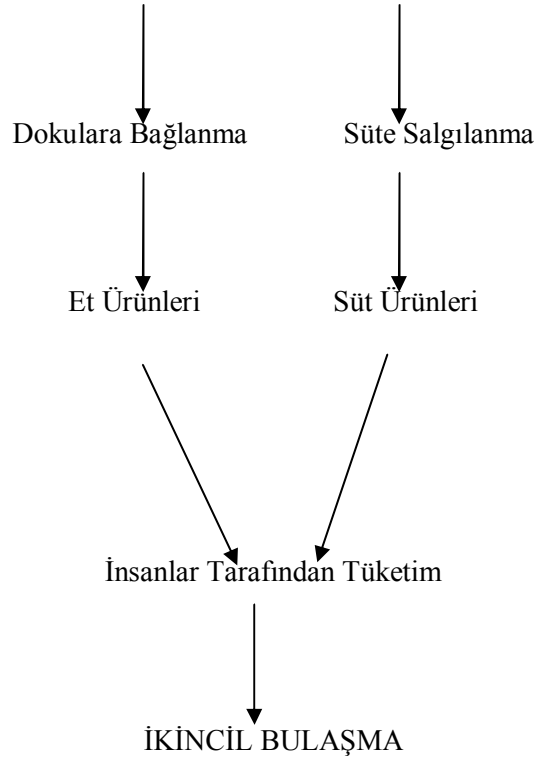 Dokulara Bağlanma Süte Salgılanma
Et Ürünleri Süt Ürünleri
İnsanlar Tarafından Tüketim
İKİNCİL BULAŞMA